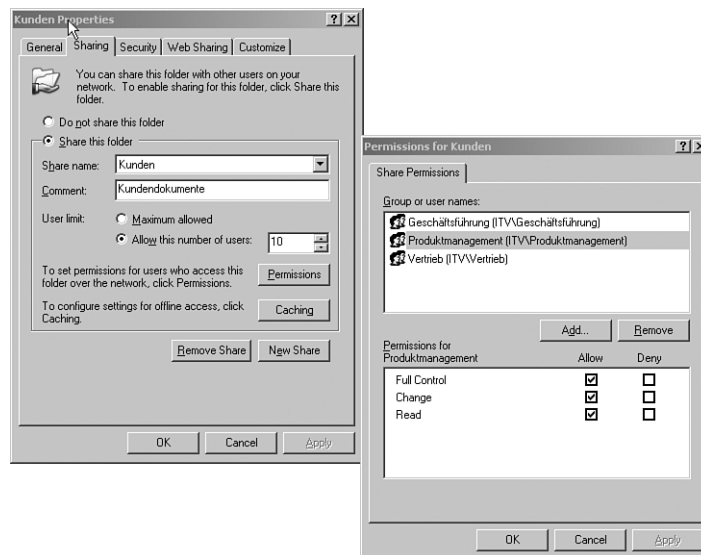 Kunden Properties
General Sharing Security Web Sharing Customize
You can share this folder with other users on your
network. To enable sharing for this folder, click Share this
folder.
Do not share this folder
Share this folder
Share name: Kunden
Comment: Kundendokumente
User limit: Maximum allowed
Allow this number of users: 10
To set permissions for users who access this
folder over the network, click Permissions.
Permissions
To configure settings for offline access, click
Caching.
Caching
Remove Share New Share
OK Cancel Apply
Permissions for Kunden
Share Permissions
Group or user names:
Geschäftsführung (ITV\Geschäftsführung)
Produktmanagement (ITV\Produktmanagement)
Vertrieb (ITV\Vertrieb)
Add... Remove
Permissions for
Produktmanagement Allow Deny
Full Control
Change
Read
OK Cancel Apply